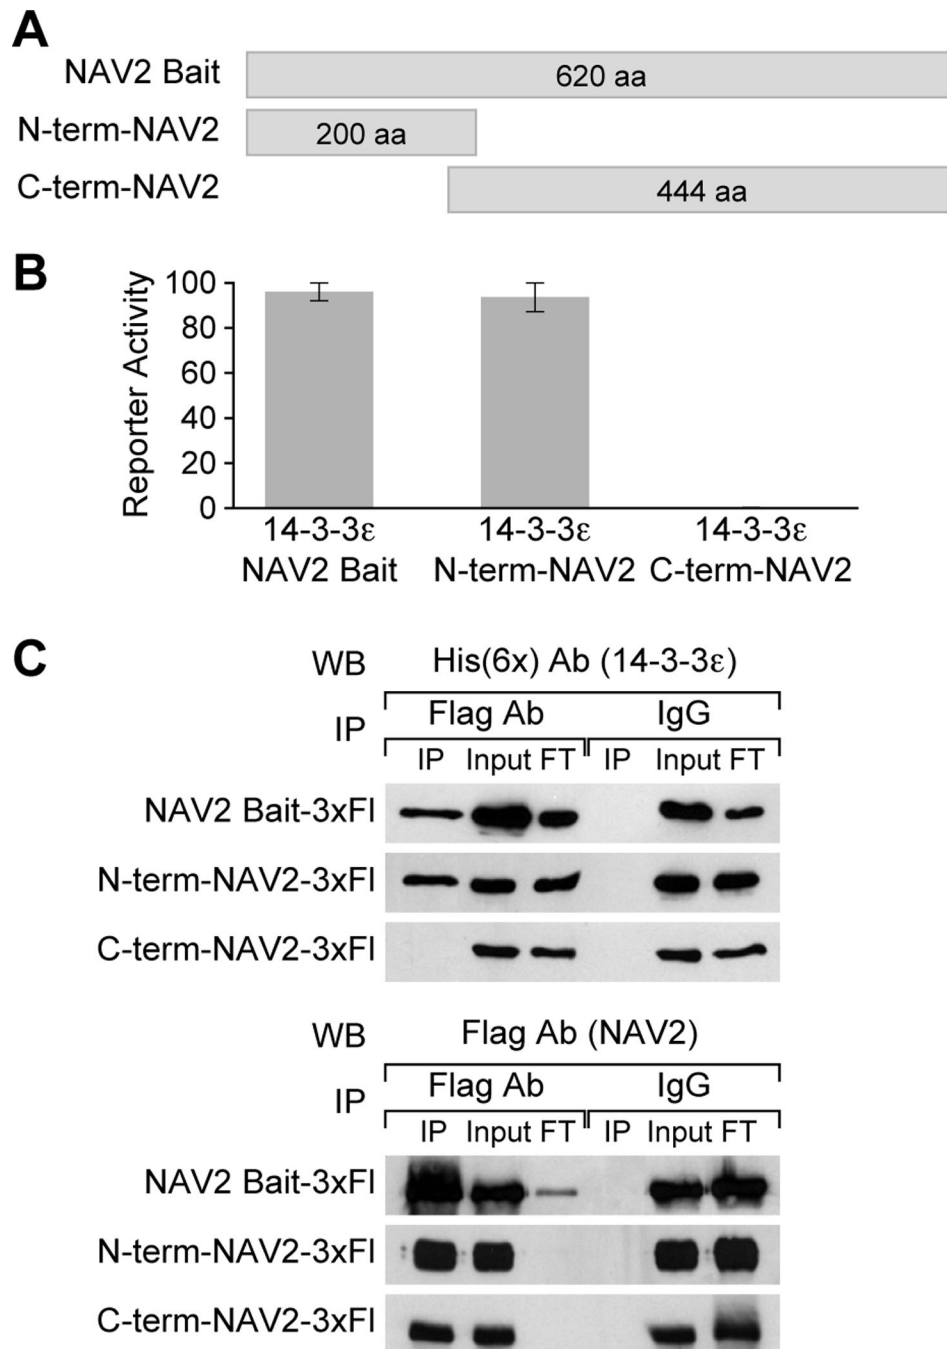 A
NAV2 Bait 620 aa
N-term-NAV2 200 aa
C-term-NAV2 444 aa
B
Reporter Activity
100
80
60
40
20
0
14-3-3ε 14-3-3ε 14-3-3ε
NAV2 Bait N-term-NAV2 C-term-NAV2
C
WB His(6x) Ab (14-3-3ε)
IP Flag Ab IgG
IP Input FT IP Input FT
NAV2 Bait-3xFl
N-term-NAV2-3xFl
C-term-NAV2-3xFl
WB Flag Ab (NAV2)
IP Flag Ab IgG
IP Input FT IP Input FT
NAV2 Bait-3xFl
N-term-NAV2-3xFl
C-term-NAV2-3xFl